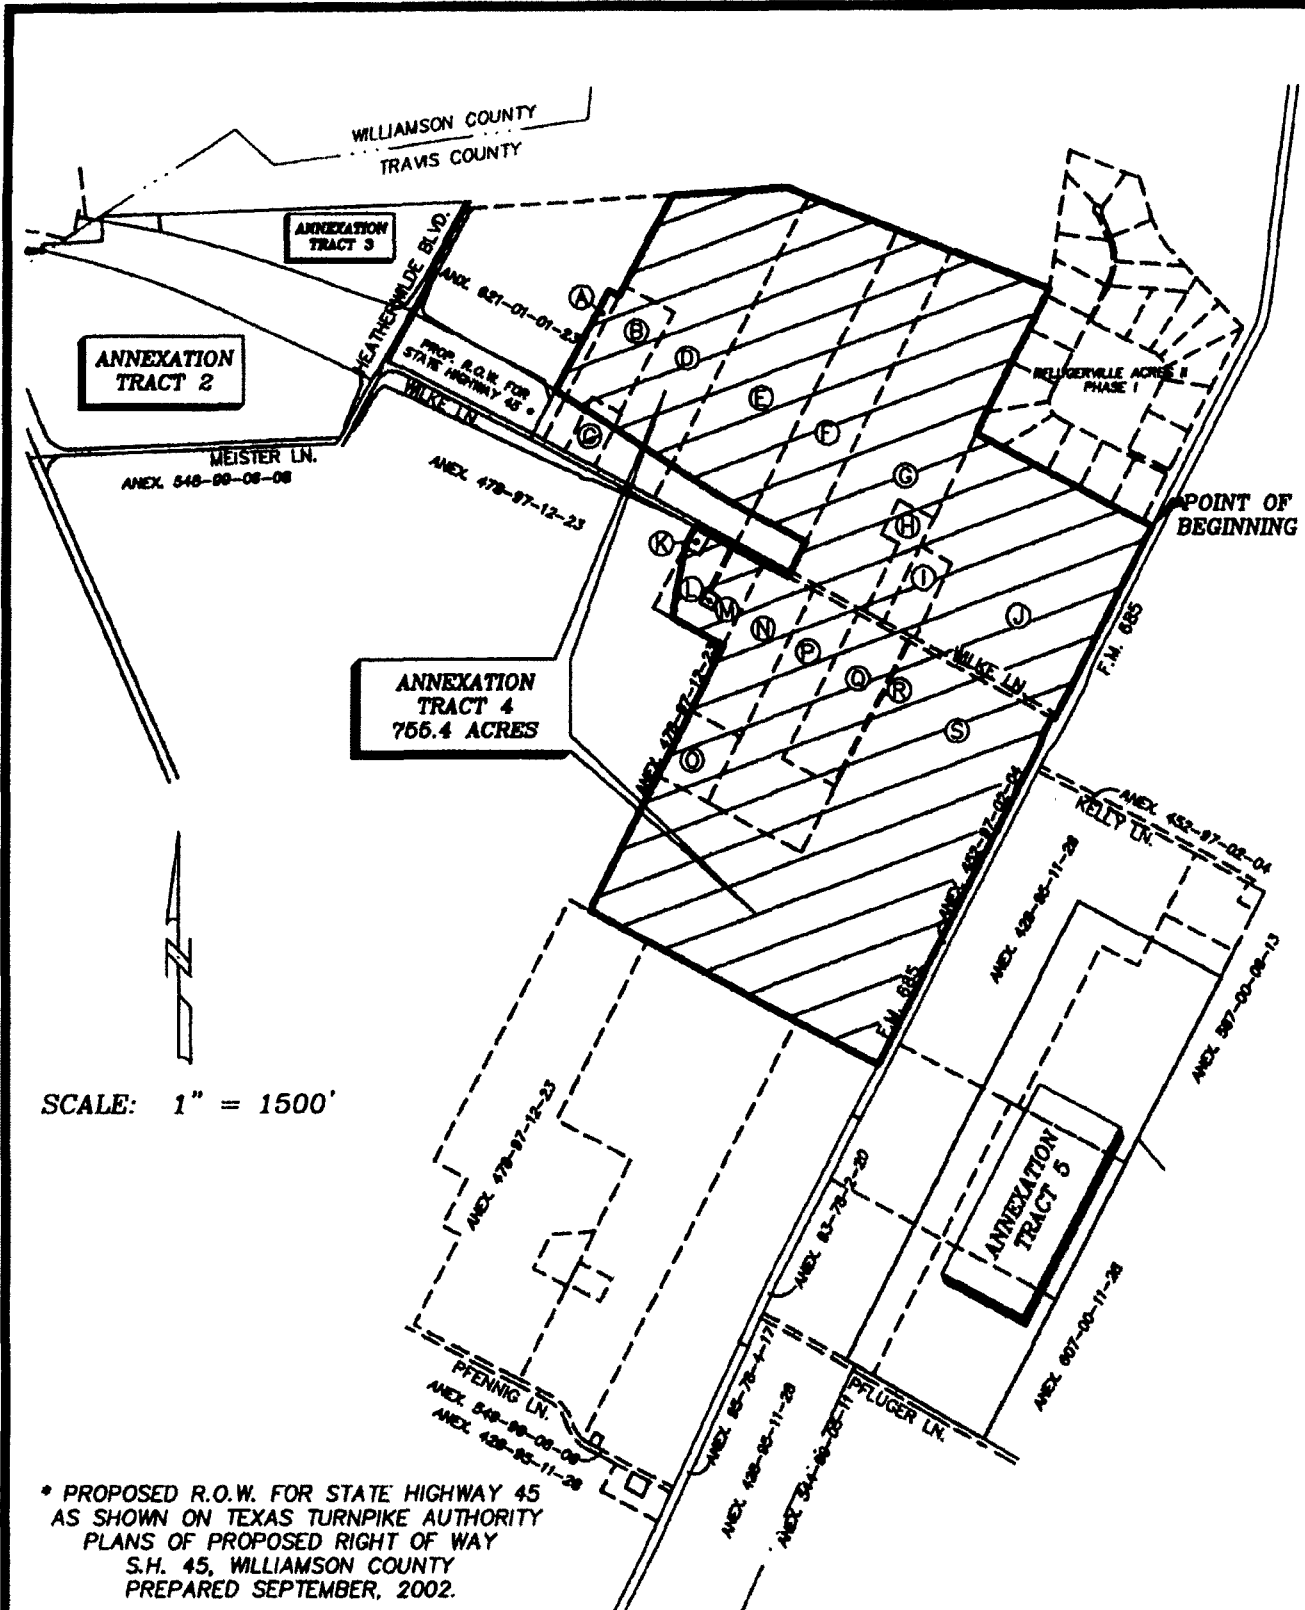 WILLIAMSON COUNTY
TRAVIS COUNTY
ANNEXATION
TRACT 3
HEATHERWILDE BLVD.
ANX. 621-01-01-23
A
B
C
D
E
F
G
H
I
J
PROP. R.O.W. FOR
STATE HIGHWAY 45 *
WILKE LN
ANNEXATION
TRACT 2
MEISTER LN.
ANEX. 548-99-06-08
ANEX. 478-97-12-23
PFLUGERVILLE ACRES II
PHASE I
POINT OF
BEGINNING
F.M. 685
K
L
M
N
O
P
Q
R
S
WILKE LN
ANNEXATION
TRACT 4
755.4 ACRES
ANEX. 478-97-12-23
ANEX. 452-97-02-04
F.M. 685
ANEX. 452-97-02-04
KELLY LN.
ANEX. 428-95-11-28
ANEX. 587-00-08-13
SCALE: 1" = 1500'
N
ANEX. 478-97-12-23
ANEX. 83-78-2-20
ANNEXATION
TRACT 5
ANEX. 607-00-11-28
PFENNIG LN.
ANEX. 548-99-06-08
ANEX. 428-95-11-28
ANEX. 85-78-4-17
ANEX. 428-95-11-28
PFLUGER LN.
* PROPOSED R.O.W. FOR STATE HIGHWAY 45
AS SHOWN ON TEXAS TURNPIKE AUTHORITY
PLANS OF PROPOSED RIGHT OF WAY
S.H. 45, WILLIAMSON COUNTY
PREPARED SEPTEMBER, 2002.